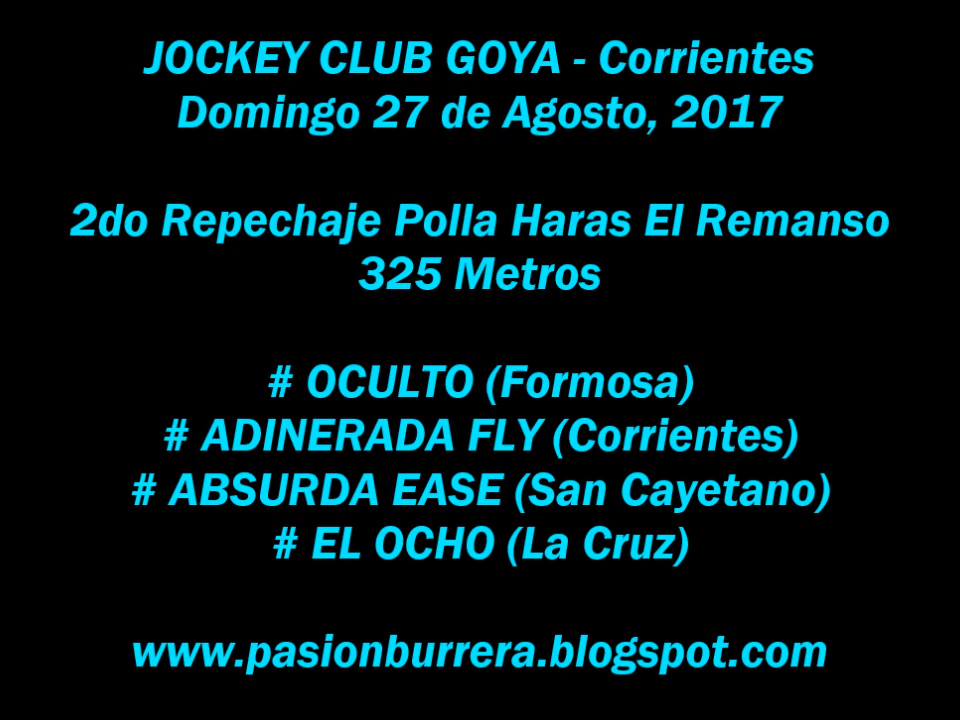 JOCKEY CLUB GOYA - Corrientes
Domingo 27 de Agosto, 2017
2do Repechaje Polla Haras El Remanso
325 Metros
# OCULTO (Formosa)
# ADINERADA FLY (Corrientes)
# ABSURDA EASE (San Cayetano)
# EL OCHO (La Cruz)
www.pasionburrera.blogspot.com